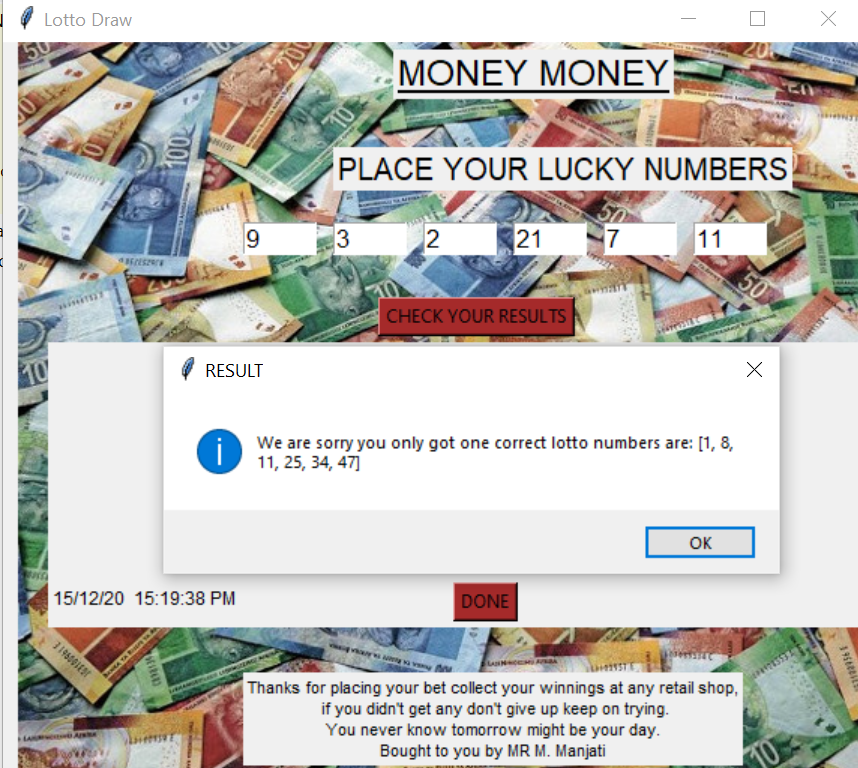 Lotto Draw
MONEY MONEY
PLACE YOUR LUCKY NUMBERS
9 3 2 21 7 11
CHECK YOUR RESULTS
RESULT
We are sorry you only got one correct lotto numbers are: [1, 8,
11, 25, 34, 47]
OK
15/12/20 15:19:38 PM
DONE
Thanks for placing your bet collect your winnings at any retail shop,
if you didn't get any don't give up keep on trying.
You never know tomorrow might be your day.
Bought to you by MR M. Manjati